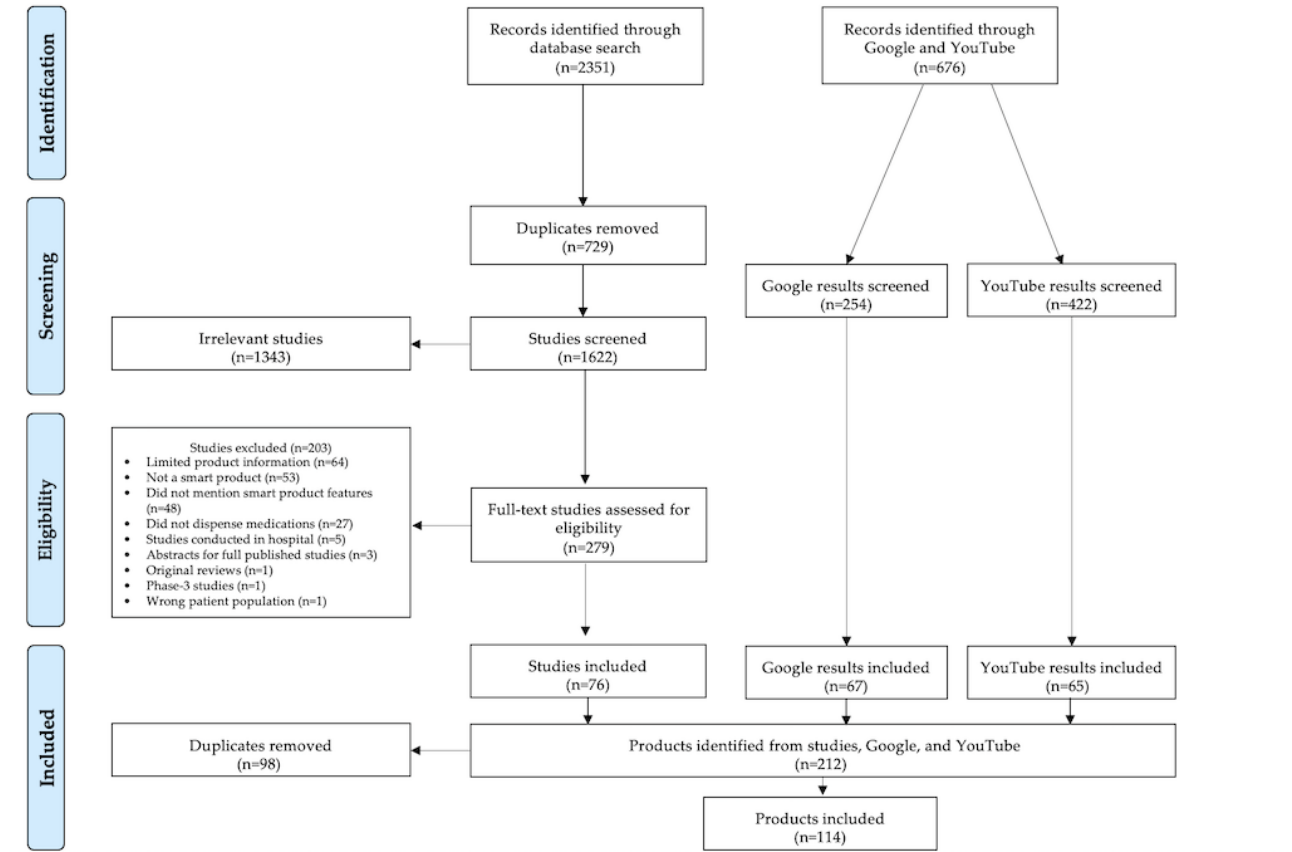 Identification
Records identified through
database search
(n=2351)
Records identified through
Google and YouTube
(n=676)
Screening
Duplicates removed
(n=729)
Google results screened
(n=254)
YouTube results screened
(n=422)
Irrelevant studies
(n=1343)
Studies screened
(n=1622)
Eligibility
Studies excluded (n=203)
• Limited product information (n=64)
• Not a smart product (n=53)
• Did not mention smart product features
(n=48)
• Did not dispense medications (n=27)
• Studies conducted in hospital (n=5)
• Abstracts for full published studies (n=3)
• Original reviews (n=1)
• Phase-3 studies (n=1)
• Wrong patient population (n=1)
Full-text studies assessed for
eligibility
(n=279)
Included
Studies included
(n=76)
Google results included
(n=67)
YouTube results included
(n=65)
Duplicates removed
(n=98)
Products identified from studies, Google, and YouTube
(n=212)
Products included
(n=114)